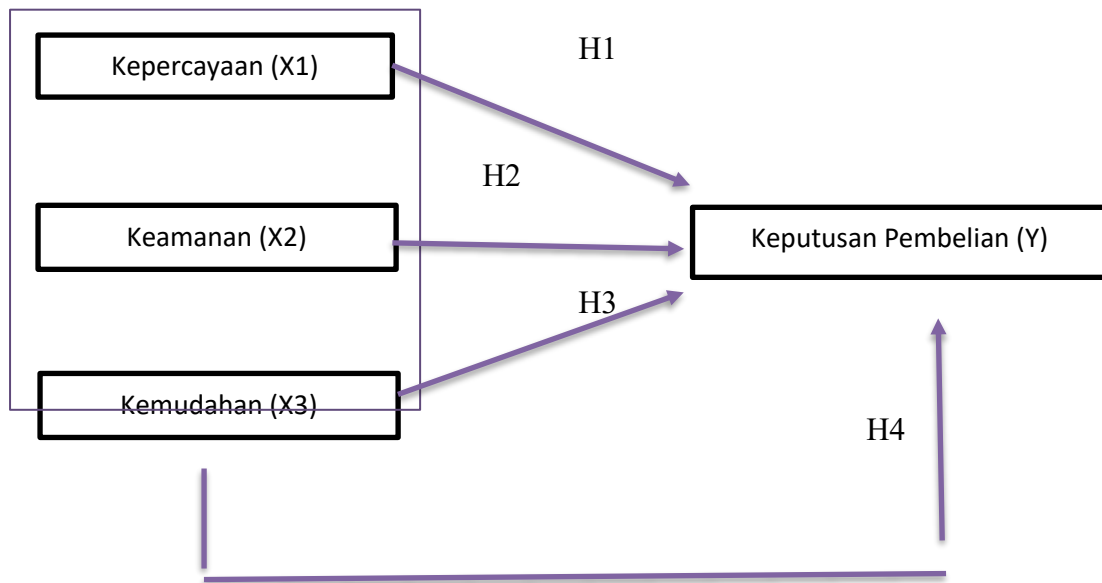 H1
Kepercayaan (X1)
H2
Keamanan (X2)
Keputusan Pembelian (Y)
H3
Kemudahan (X3)
H4